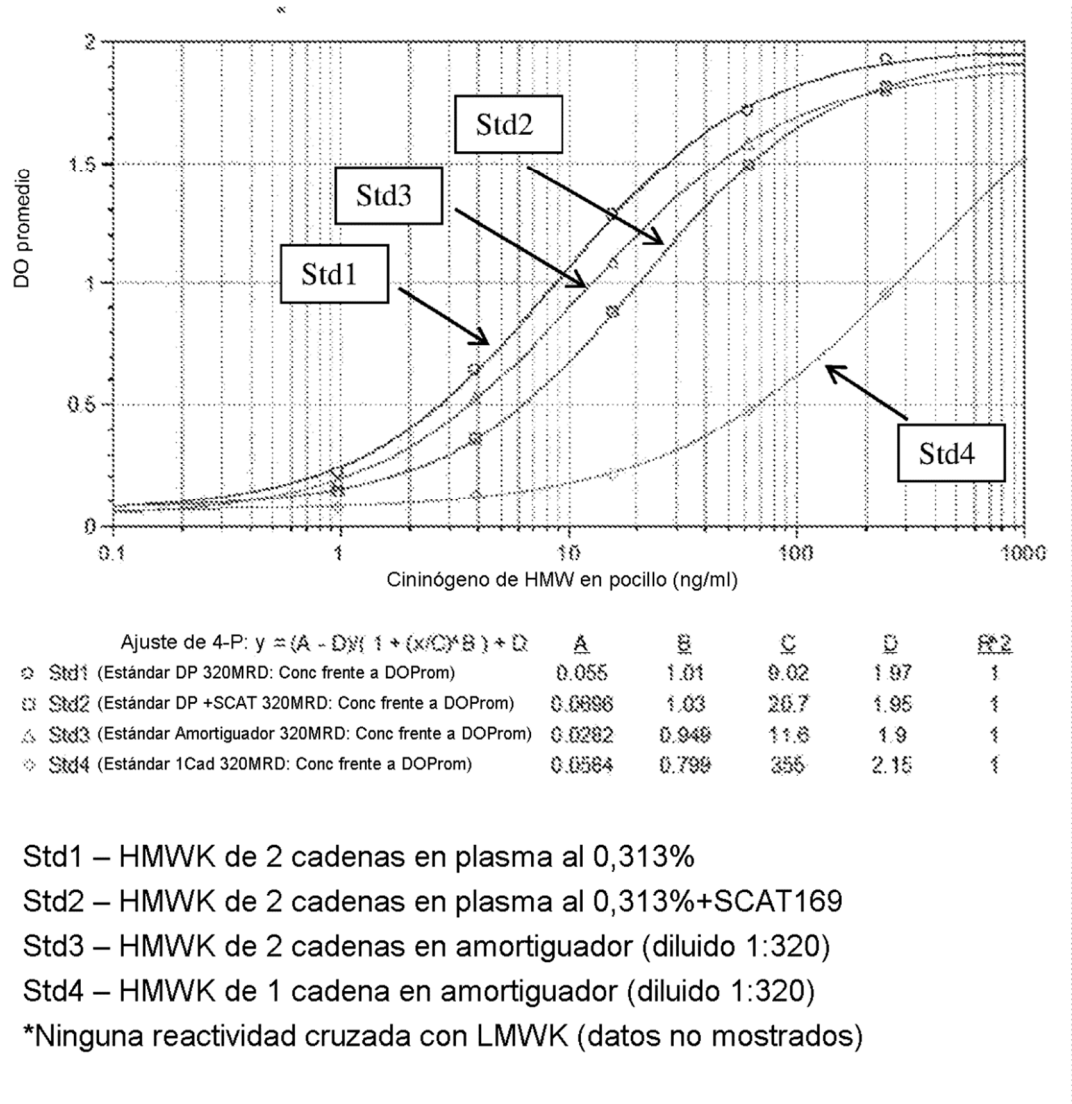 2
Std2
1.5
Std3
DO promedio
Std1
1
0.5
Std4
0
0.1 1 10 100 1000
Cininógeno de HMW en pocillo (ng/ml)
Ajuste de 4-P: y = (A - D)/( 1 + (x/C)^B ) + D A B C D R^2
Std1 (Estándar DP 320MRD: Conc frente a DOProm) 0.055 1.01 9.02 1.97 1
Std2 (Estándar DP +SCAT 320MRD: Conc frente a DOProm) 0.0696 1.03 20.7 1.95 1
Std3 (Estándar Amortiguador 320MRD: Conc frente a DOProm) 0.0282 0.949 11.6 1.9 1
Std4 (Estándar 1Cad 320MRD: Conc frente a DOProm) 0.0584 0.799 355 2.15 1
Std1 – HMWK de 2 cadenas en plasma al 0,313%
Std2 – HMWK de 2 cadenas en plasma al 0,313%+SCAT169
Std3 – HMWK de 2 cadenas en amortiguador (diluido 1:320)
Std4 – HMWK de 1 cadena en amortiguador (diluido 1:320)
*Ninguna reactividad cruzada con LMWK (datos no mostrados)